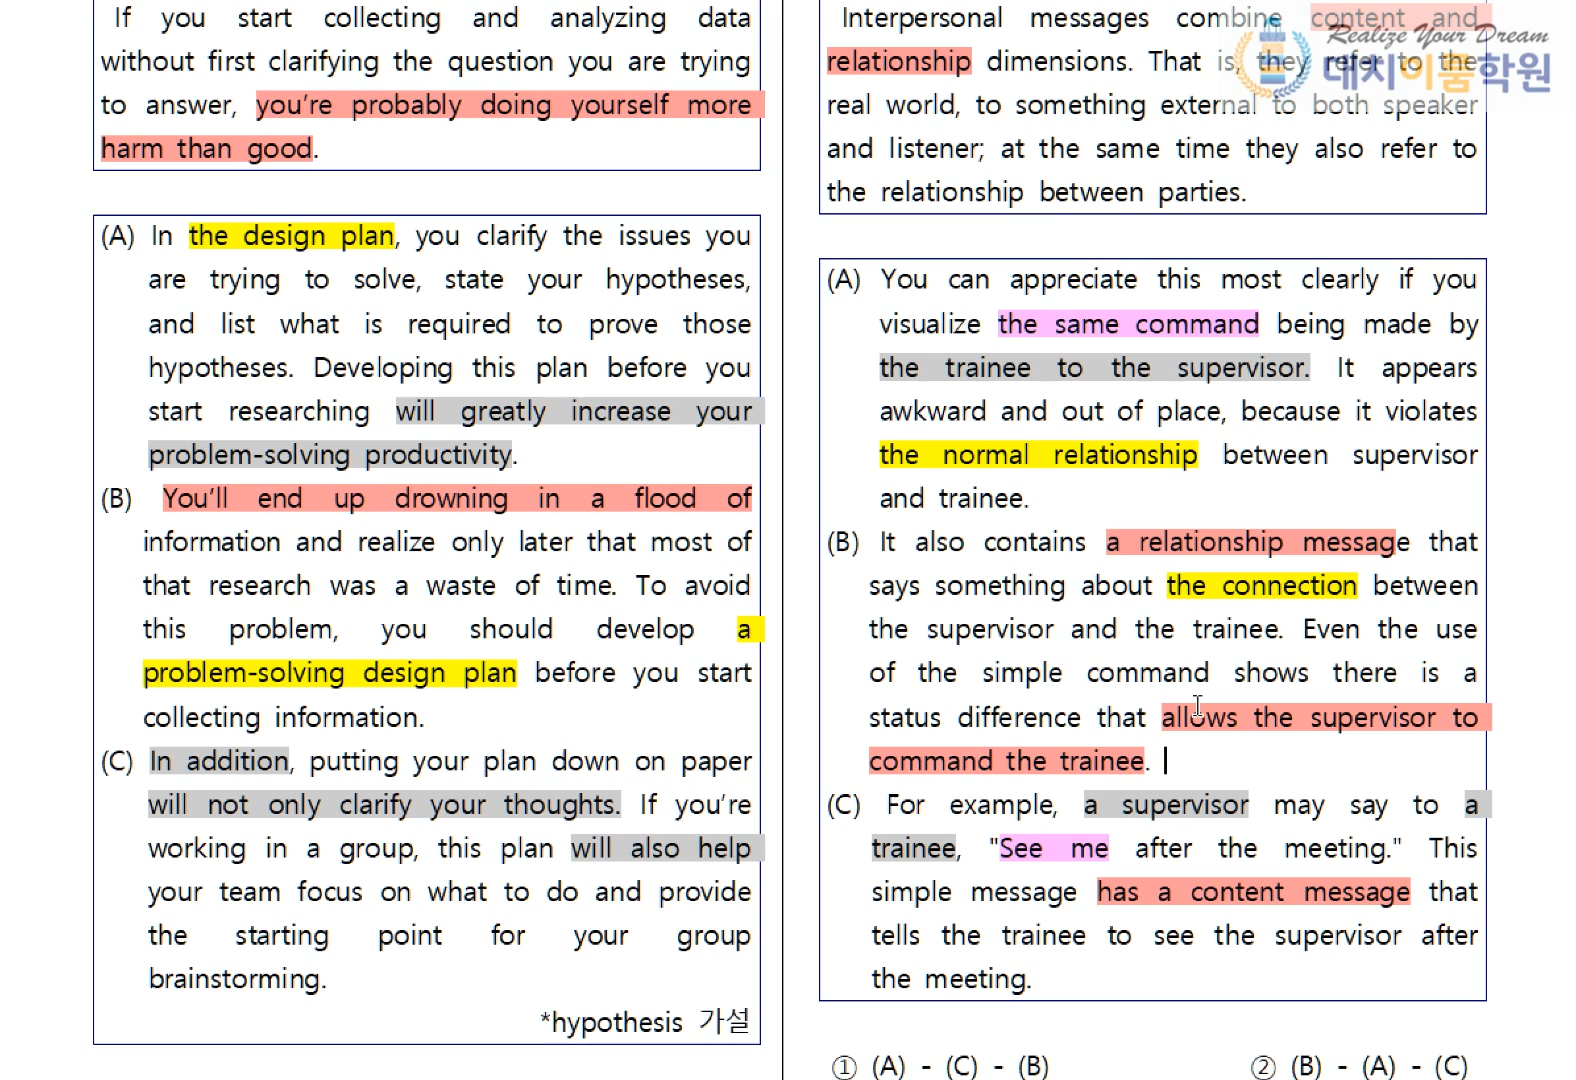 If you start collecting and analyzing data
without first clarifying the question you are trying
to answer, you're probably doing yourself more
harm than good.
(A) In the design plan, you clarify the issues you
are trying to solve, state your hypotheses,
and list what is required to prove those
hypotheses. Developing this plan before you
start researching will greatly increase your
problem-solving productivity.
(B) You'll end up drowning in a flood of
information and realize only later that most of
that research was a waste of time. To avoid
this problem, you should develop a
problem-solving design plan before you start
collecting information.
(C) In addition, putting your plan down on paper
will not only clarify your thoughts. If you're
working in a group, this plan will also help
your team focus on what to do and provide
the starting point for your group
brainstorming.
*hypothesis 가설
Interpersonal messages combine content and
relationship dimensions. That is, they refer to the
real world, to something external to both speaker
and listener; at the same time they also refer to
the relationship between parties.
(A) You can appreciate this most clearly if you
visualize the same command being made by
the trainee to the supervisor. It appears
awkward and out of place, because it violates
the normal relationship between supervisor
and trainee.
(B) It also contains a relationship message that
says something about the connection between
the supervisor and the trainee. Even the use
of the simple command shows there is a
status difference that allows the supervisor to
command the trainee.
(C) For example, a supervisor may say to a
trainee, "See me after the meeting." This
simple message has a content message that
tells the trainee to see the supervisor after
the meeting.
① (A) - (C) - (B) ② (B) - (A) - (C)
Realize Your Dream
대치이룸학원